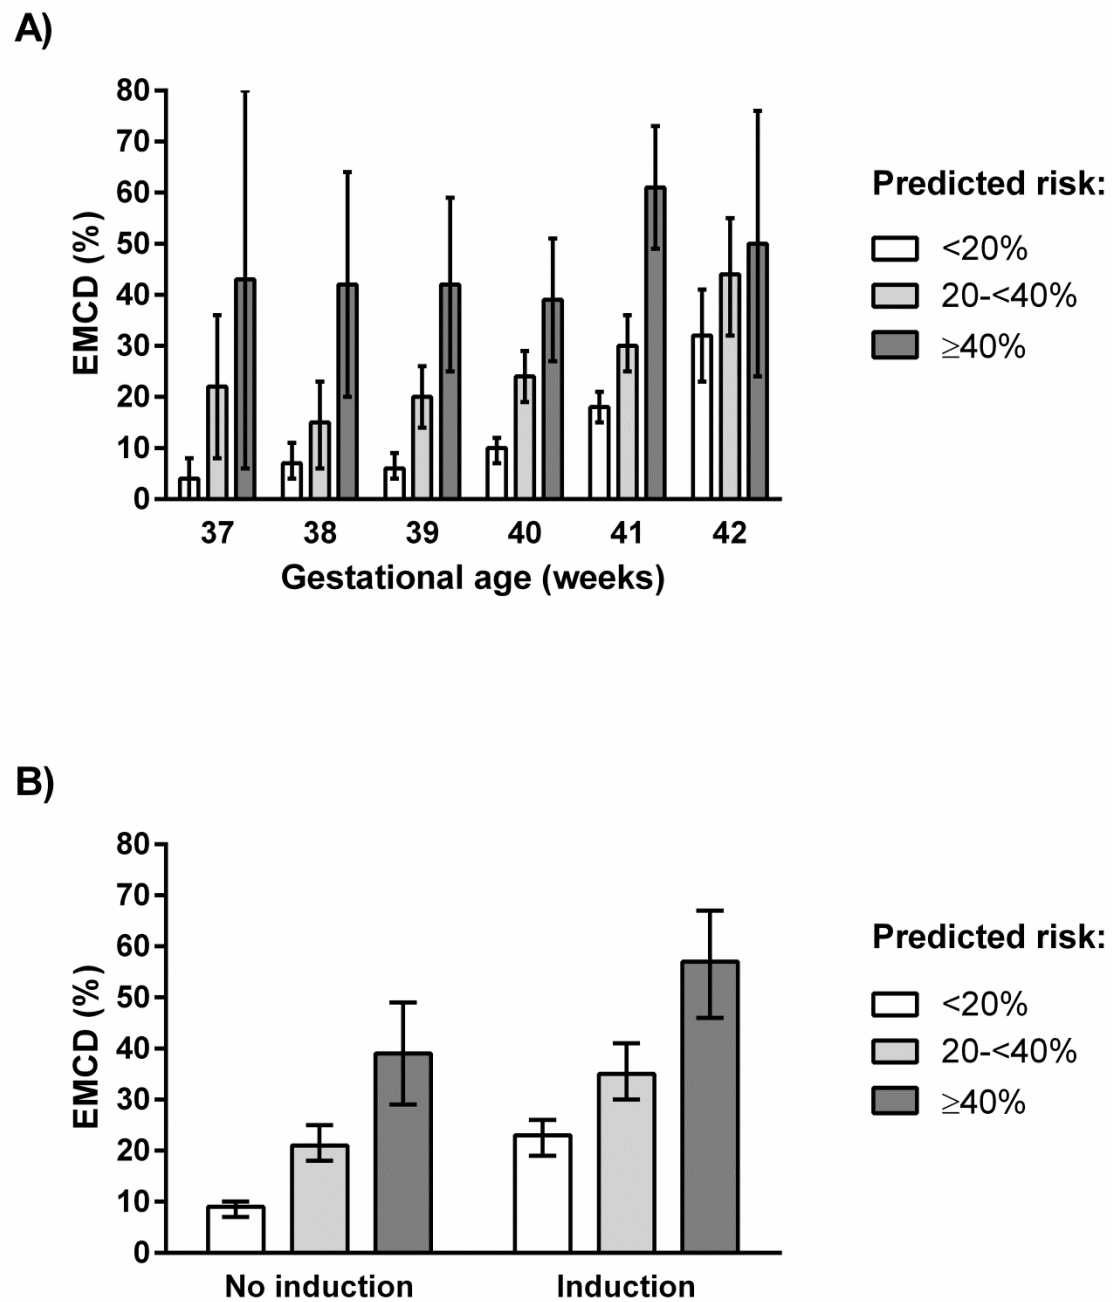 A)
80
70
60
50
40
30
20
10
0
EMCD (%)
37 38 39 40 41 42
Gestational age (weeks)
Predicted risk:
<20%
20-<40%
≥40%
B)
80
70
60
50
40
30
20
10
0
EMCD (%)
No induction Induction
Predicted risk:
<20%
20-<40%
≥40%